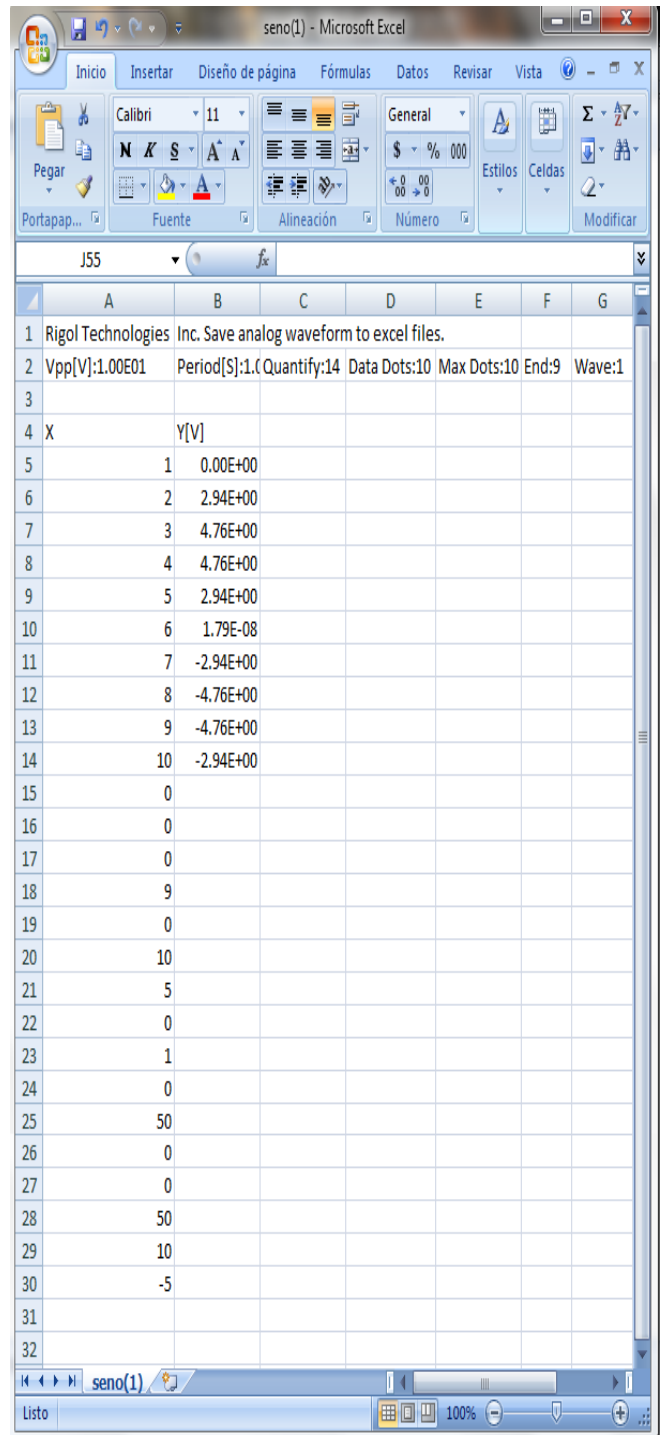 seno(1) - Microsoft Excel
Inicio Insertar Diseño de página Fórmulas Datos Revisar Vista
Pegar
Calibri 11
N K S A A
A
General
$ % 000
Estilos
Celdas
Σ
Portapap... Fuente Alineación Número Modificar
J55 fx
A B C D E F G
1 Rigol Technologies Inc. Save analog waveform to excel files.
2 Vpp[V]:1.00E01 Period[S]:1.0 Quantify:14 Data Dots:10 Max Dots:10 End:9 Wave:1
3
4 X Y[V]
5 1 0.00E+00
6 2 2.94E+00
7 3 4.76E+00
8 4 4.76E+00
9 5 2.94E+00
10 6 1.79E-08
11 7 -2.94E+00
12 8 -4.76E+00
13 9 -4.76E+00
14 10 -2.94E+00
15 0
16 0
17 0
18 9
19 0
20 10
21 5
22 0
23 1
24 0
25 50
26 0
27 0
28 50
29 10
30 -5
31
32
seno(1)
Listo 100%